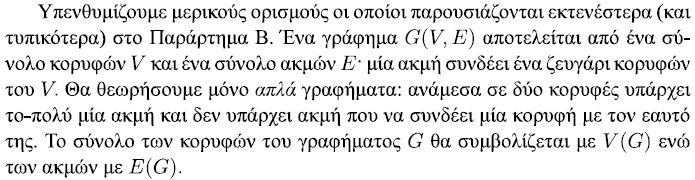 Υπενθυμίζουμε μερικούς ορισμούς οι οποίοι παρουσιάζονται εκτενέστερα (και
τυπικότερα) στο Παράρτημα Β. Ένα γράφημα G(V, E) αποτελείται από ένα σύ-
νολο κορυφών V και ένα σύνολο ακμών E· μία ακμή συνδέει ένα ζευγάρι κορυφών
του V. Θα θεωρήσουμε μόνο απλά γραφήματα: ανάμεσα σε δύο κορυφές υπάρχει
το-πολύ μία ακμή και δεν υπάρχει ακμή που να συνδέει μία κορυφή με τον εαυτό
της. Το σύνολο των κορυφών του γραφήματος G θα συμβολίζεται με V(G) ενώ
των ακμών με E(G).